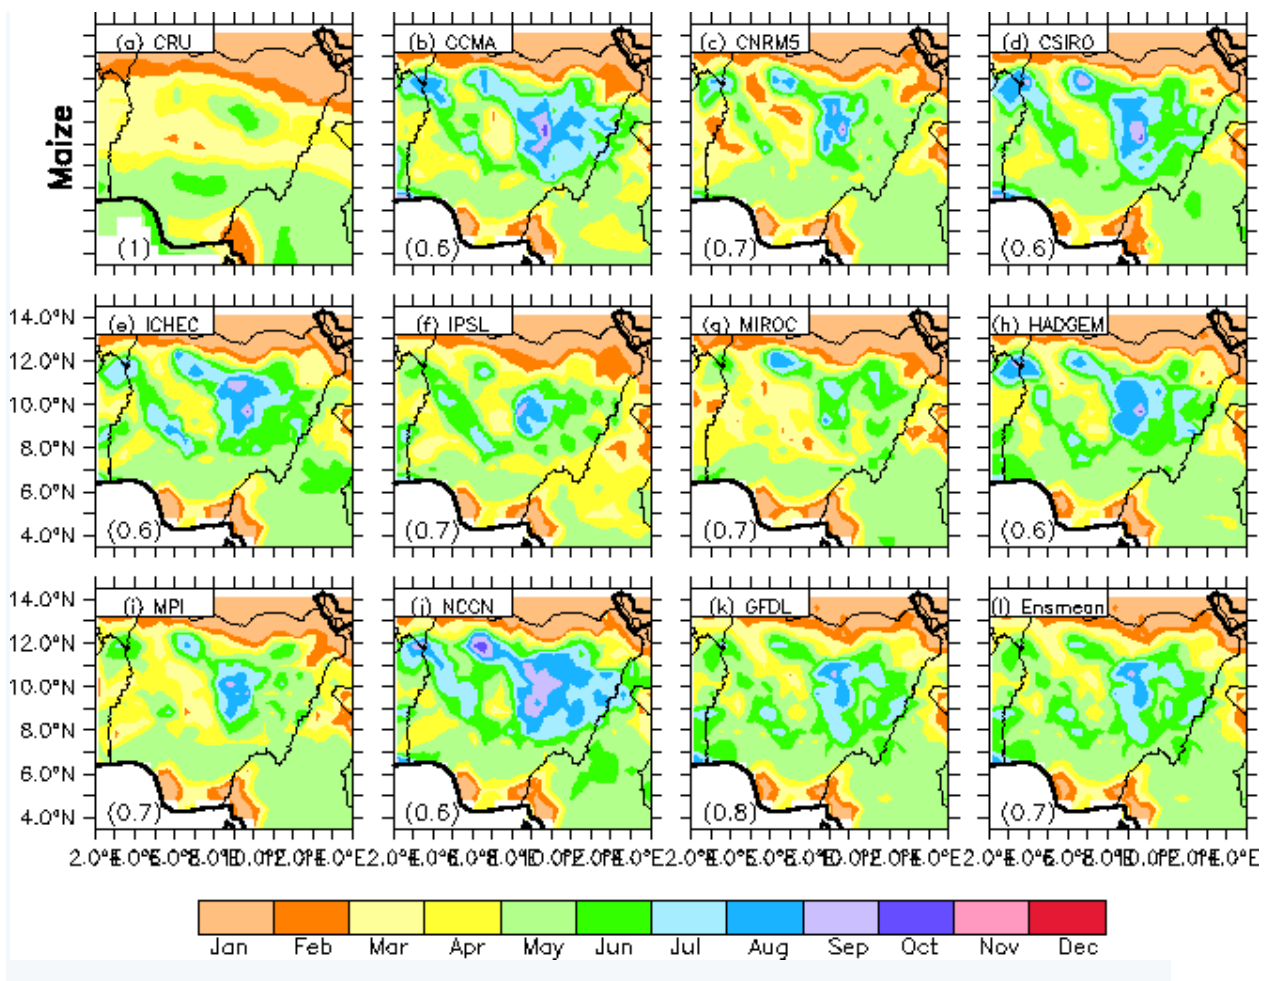 Maize
(a) CRU
(b) CCMA
(c) CNRM5
(d) CSIRO
(1)
(0.6)
(0.7)
(0.6)
(e) ICHEC
(f) IPSL
(g) MIROC
(h) HADGEM
14.0°N
12.0°N
10.0°N
8.0°N
6.0°N
4.0°N
(0.6)
(0.7)
(0.7)
(0.6)
(i) MPI
(j) NCCN
(k) GFDL
(l) Ensmean
14.0°N
12.0°N
10.0°N
8.0°N
6.0°N
4.0°N
(0.7)
(0.6)
(0.8)
(0.7)
Jan Feb Mar Apr May Jun Jul Aug Sep Oct Nov Dec